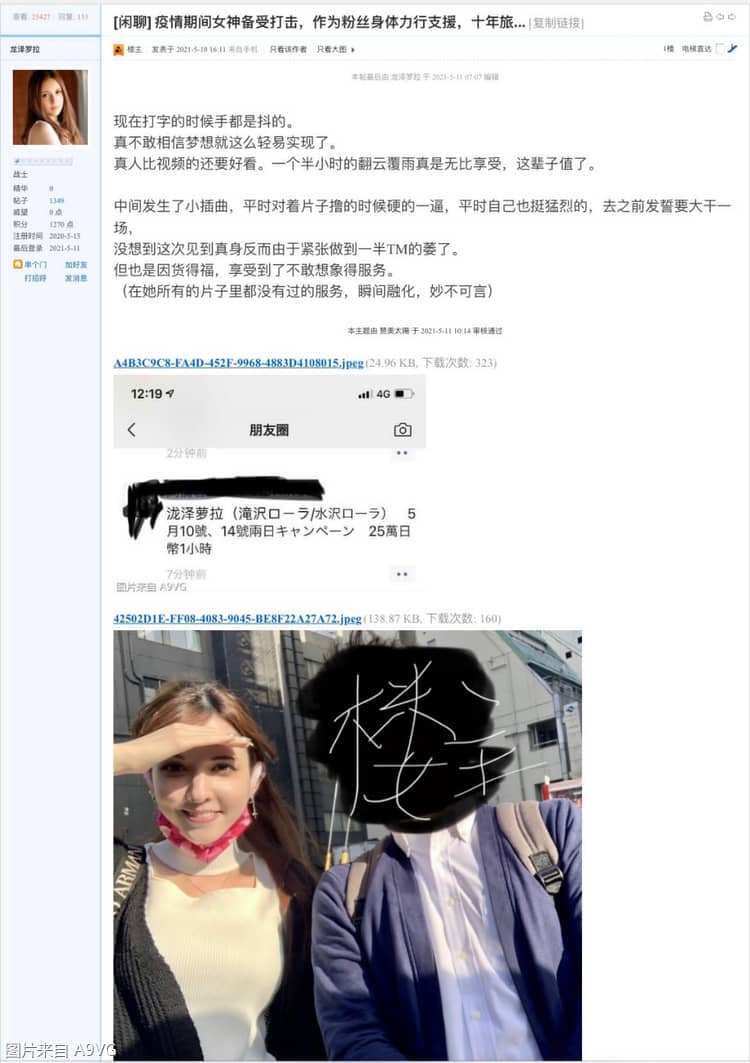 查看: 23427 | 回复: 133
[闲聊] 疫情期间女神备受打击，作为粉丝身体力行支援，十年旅... [复制链接]
龙泽罗拉
楼主 发表于 2021-5-10 16:11 来自手机 | 只看该作者 | 只看大图
1楼 电梯直达
本帖最后由 龙泽罗拉 于 2021-5-11 07:07 编辑
战士
精华 0
帖子 1349
威望 0 点
积分 1270 点
注册时间 2020-5-15
最后登录 2021-5-11
串个门 加好友
打招呼 发消息
现在打字的时候手都是抖的。
真不敢相信梦想就这么轻易实现了。
真人比视频的还要好看。一个半小时的翻云覆雨真是无比享受，这辈子值了。
中间发生了小插曲，平时对着片子撸的时候硬的一逼，平时自己也挺猛烈的，去之前发誓要大干一
场，
没想到这次见到真身反而由于紧张做到一半TM的萎了。
但也是因货得福，享受到了不敢想象得服务。
（在她所有的片子里都没有过的服务，瞬间融化，妙不可言）
本主题由 赞美太陽 于 2021-5-11 10:14 审核通过
A4B3C9C8-FA4D-452F-9968-4883D4108015.jpeg (24.96 KB, 下载次数: 323)
12:19 4G
朋友圈
2分钟前
泷泽萝拉（滝沢ローラ/水沢ローラ） 5
月10號、14號兩日キャンペーン 25萬日
幣1小時
7分钟前
图片来自 A9VG
42502D1E-FF08-4083-9045-BE8F22A27A72.jpeg (138.87 KB, 下载次数: 160)
楼主
ARMAN
图片来自 A9VG